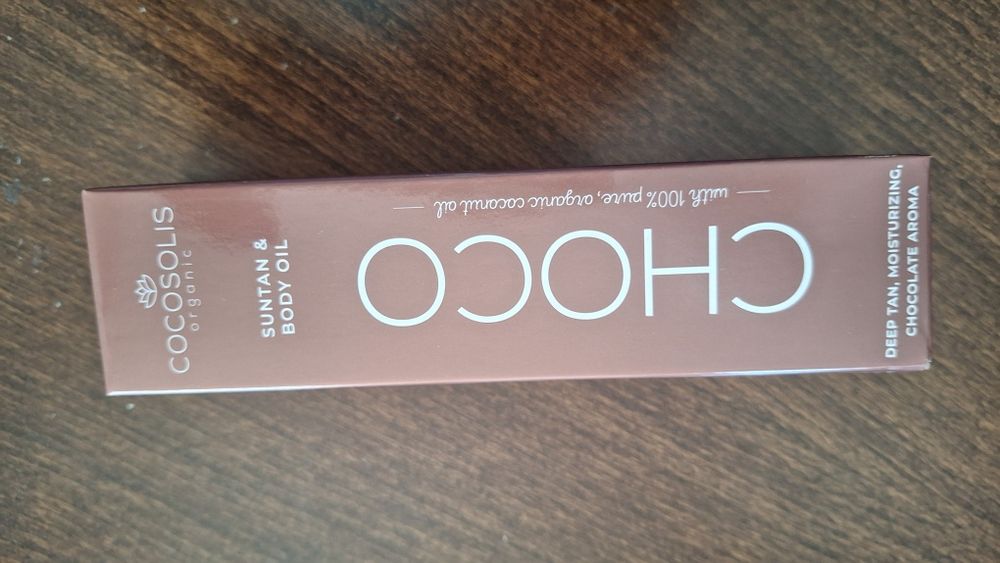 COCOSOLIS
organic
SUNTAN &
BODY OIL
CHOCO
with 100% pure, organic coconut oil
DEEP TAN, MOISTURIZING,
CHOCOLATE AROMA